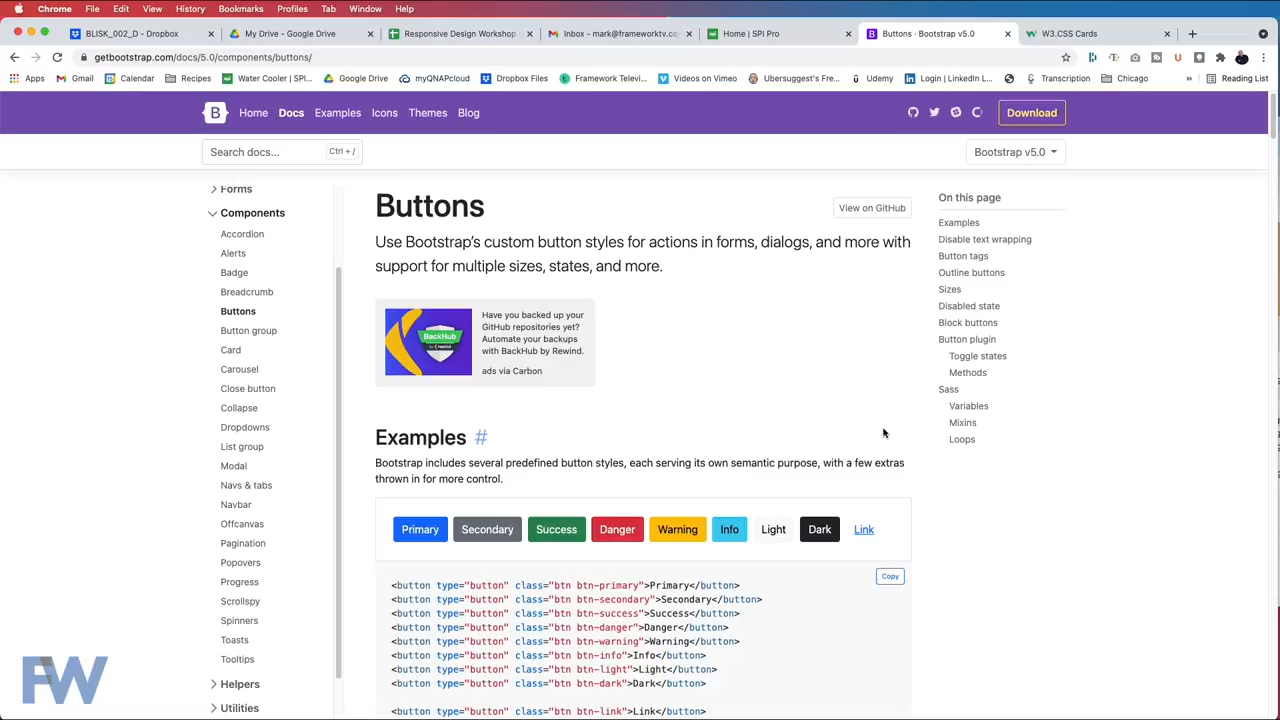 Chrome File Edit View History Bookmarks Profiles Tab Window Help
BLISK_002_D - Dropbox
My Drive - Google Drive
Responsive Design Workshop
Inbox - mark@frameworktv.co
Home | SPI Pro
Buttons · Bootstrap v5.0
W3.CSS Cards
getbootstrap.com/docs/5.0/components/buttons/
Apps Gmail Calendar Recipes Water Cooler | SPI... Google Drive myQNAPcloud Dropbox Files Framework Televi... Videos on Vimeo Ubersuggest's Fre... Udemy Login | LinkedIn L... Transcription Chicago » Reading List
B Home Docs Examples Icons Themes Blog Download
Search docs... Ctrl + / Bootstrap v5.0
Forms
Components
Accordion
Alerts
Badge
Breadcrumb
Buttons
Button group
Card
Carousel
Close button
Collapse
Dropdowns
List group
Modal
Navs & tabs
Navbar
Offcanvas
Pagination
Popovers
Progress
Scrollspy
Spinners
Toasts
Tooltips
Helpers
Utilities
Buttons
View on GitHub
Use Bootstrap's custom button styles for actions in forms, dialogs, and more with
support for multiple sizes, states, and more.
BackHub
by Rewind
Have you backed up your
GitHub repositories yet?
Automate your backups
with BackHub by Rewind.
ads via Carbon
Examples #
Bootstrap includes several predefined button styles, each serving its own semantic purpose, with a few extras
thrown in for more control.
Primary Secondary Success Danger Warning Info Light Dark Link
Copy
<button type="button" class="btn btn-primary">Primary</button>
<button type="button" class="btn btn-secondary">Secondary</button>
<button type="button" class="btn btn-success">Success</button>
<button type="button" class="btn btn-danger">Danger</button>
<button type="button" class="btn btn-warning">Warning</button>
<button type="button" class="btn btn-info">Info</button>
<button type="button" class="btn btn-light">Light</button>
<button type="button" class="btn btn-dark">Dark</button>
<button type="button" class="btn btn-link">Link</button>
On this page
Examples
Disable text wrapping
Button tags
Outline buttons
Sizes
Disabled state
Block buttons
Button plugin
Toggle states
Methods
Sass
Variables
Mixins
Loops
FW